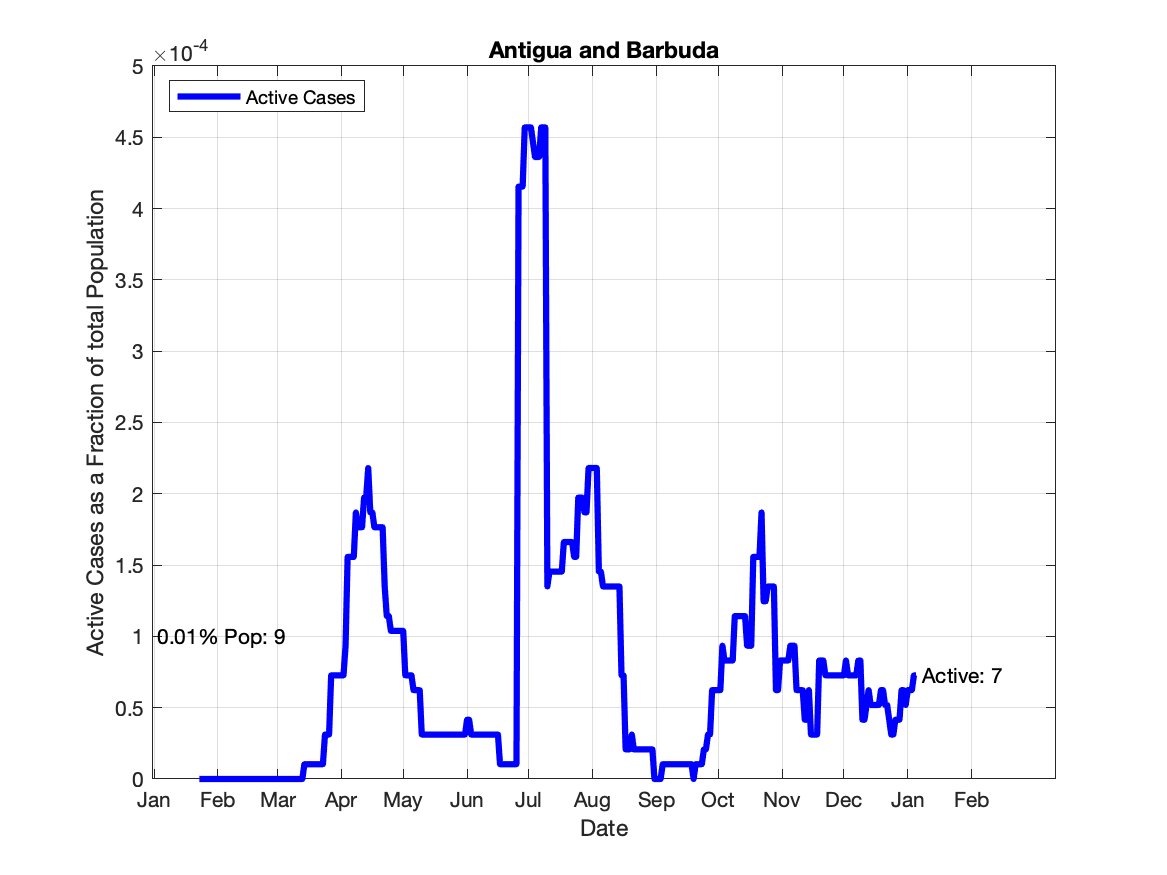 ×10-4
Antigua and Barbuda
Active Cases
Active Cases as a Fraction of total Population
5
4.5
4
3.5
3
2.5
2
1.5
1
0.5
0
0.01% Pop: 9
Active: 7
Jan Feb Mar Apr May Jun Jul Aug Sep Oct Nov Dec Jan Feb
Date